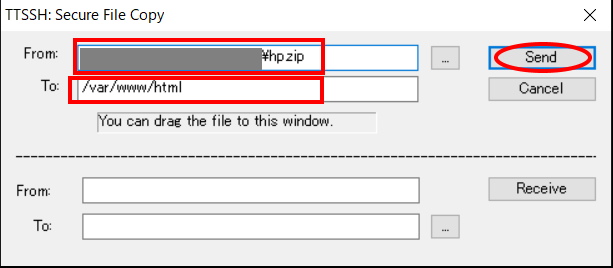 TTSSH: Secure File Copy
From: ¥hp.zip ... Send
To: /var/www/html Cancel
You can drag the file to this window.
From: Receive
To: ...